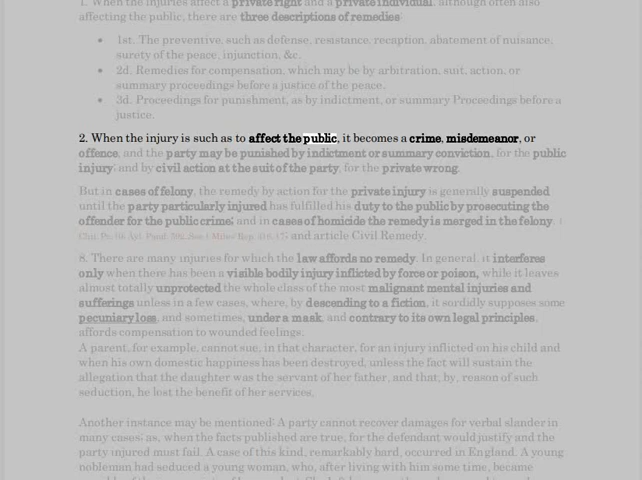 1. When the injuries affect a private right and a private individual, although often also
affecting the public, there are three descriptions of remedies:
• 1st. The preventive, such as defense, resistance, recaption, abatement of nuisance,
surety of the peace, injunction, &c.
• 2d. Remedies for compensation, which may be by arbitration, suit, action, or
summary proceedings before a justice of the peace.
• 3d. Proceedings for punishment, as by indictment, or summary Proceedings before a
justice.
2. When the injury is such as to affect the public, it becomes a crime, misdemeanor, or
offence, and the party may be punished by indictment or summary conviction, for the public
injury; and by civil action at the suit of the party, for the private wrong.
But in cases of felony, the remedy by action for the private injury is generally suspended
until the party particularly injured has fulfilled his duty to the public by prosecuting the
offender for the public crime; and in cases of homicide the remedy is merged in the felony. 1
Chit. Pr. 10; Ayl. Pand. 592; and article Civil Remedy.
8. There are many injuries for which the law affords no remedy. In general, it interferes
only when there has been a visible bodily injury inflicted by force or poison, while it leaves
almost totally unprotected the whole class of the most malignant mental injuries and
sufferings unless in a few cases, where, by descending to a fiction, it sordidly supposes some
pecuniary loss, and sometimes, under a mask, and contrary to its own legal principles,
affords compensation to wounded feelings.
A parent, for example, cannot sue, in that character, for an injury inflicted on his child and
when his own domestic happiness has been destroyed, unless the fact will sustain the
allegation that the daughter was the servant of her father, and that, by, reason of such
seduction, he lost the benefit of her services.
Another instance may be mentioned: A party cannot recover damages for verbal slander in
many cases; as, when the facts published are true, for the defendant would justify and the
party injured must fail. A case of this kind, remarkably hard, occurred in England. A young
nobleman had seduced a young woman, who, after living with him some time, became